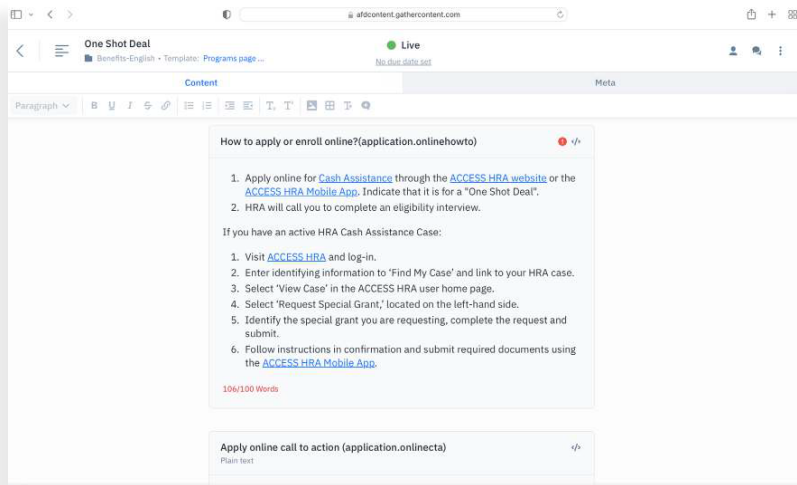 afdcontent.gathercontent.com
One Shot Deal
Benefits-English • Template: Programs page ...
Live
No due date set
Content
Meta
Paragraph
B U I S
How to apply or enroll online?(application.onlinehowto)
1. Apply online for Cash Assistance through the ACCESS HRA website or the
ACCESS HRA Mobile App. Indicate that it is for a "One Shot Deal".
2. HRA will call you to complete an eligibility interview.
If you have an active HRA Cash Assistance Case:
1. Visit ACCESS HRA and log-in.
2. Enter identifying information to ‘Find My Case’ and link to your HRA case.
3. Select ‘View Case’ in the ACCESS HRA user home page.
4. Select ‘Request Special Grant,’ located on the left-hand side.
5. Identify the special grant you are requesting, complete the request and
submit.
6. Follow instructions in confirmation and submit required documents using
the ACCESS HRA Mobile App.
106/100 Words
Apply online call to action (application.onlinecta)
Plain text